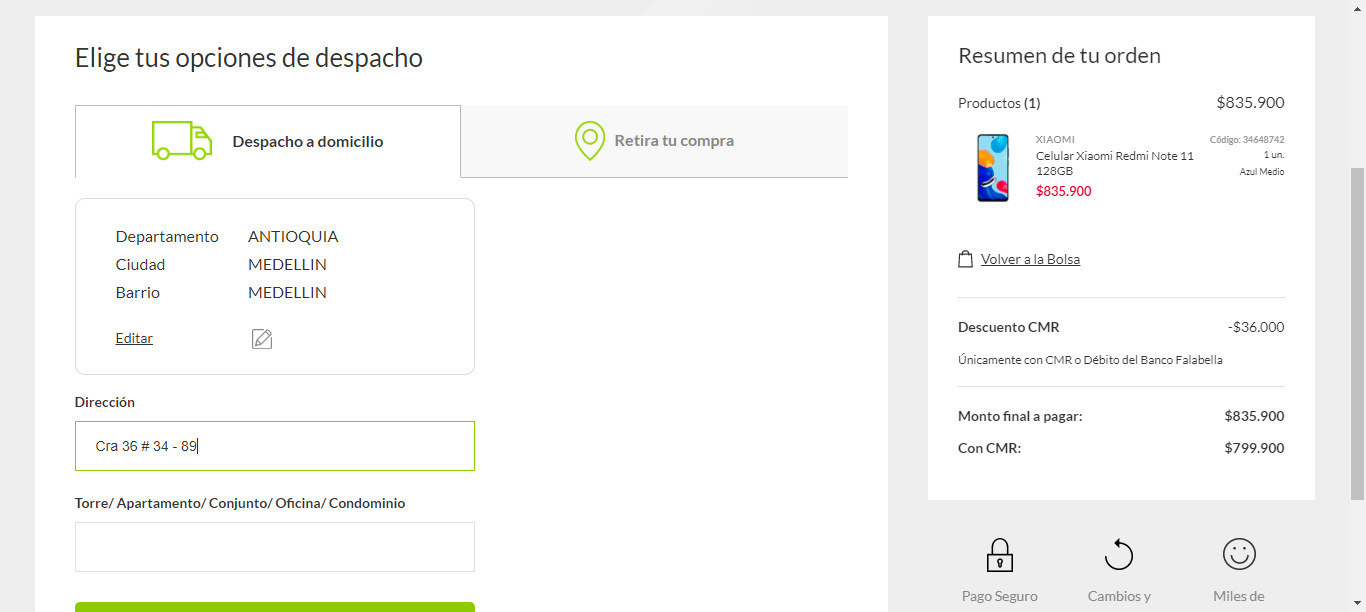 Elige tus opciones de despacho
Despacho a domicilio
Retira tu compra
Departamento ANTIOQUIA
Ciudad MEDELLIN
Barrio MEDELLIN
Editar
Dirección
Cra 36 # 34 - 89
Torre/ Apartamento/ Conjunto/ Oficina/ Condominio
Resumen de tu orden
Productos (1) $835.900
XIAOMI Código: 34648742
Celular Xiaomi Redmi Note 11 1 un.
128GB Azul Medio
$835.900
Volver a la Bolsa
Descuento CMR -$36.000
Únicamente con CMR o Débito del Banco Falabella
Monto final a pagar: $835.900
Con CMR: $799.900
Pago Seguro Cambios y Miles de